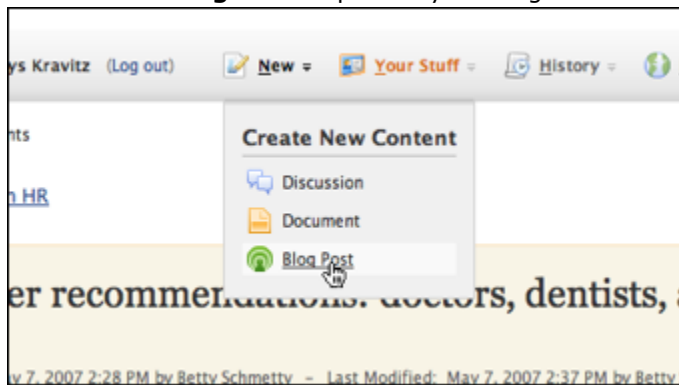 ys Kravitz (Log out) New Your Stuff History
nts
Create New Content
n HR
Discussion
Document
Blog Post
er recommendations: doctors, dentists,
y 7, 2007 2:28 PM by Betty Schmetty – Last Modified: May 7, 2007 2:37 PM by Betty